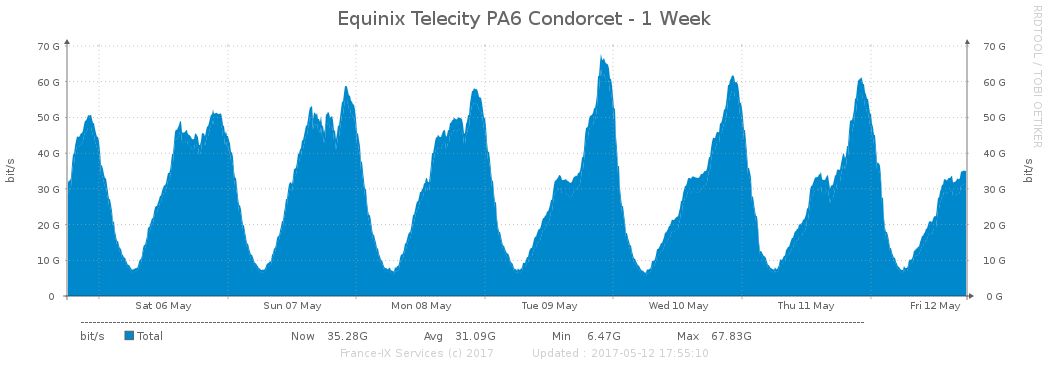 Equinix Telecity PA6 Condorcet - 1 Week
RRDTOOL / TOBI OETIKER
bit/s
70 G
60 G
50 G
40 G
30 G
20 G
10 G
0
70 G
60 G
50 G
40 G
30 G
20 G
10 G
0 G
bit/s
Sat 06 May Sun 07 May Mon 08 May Tue 09 May Wed 10 May Thu 11 May Fri 12 May
bit/s Total Now 35.28G Avg 31.09G Min 6.47G Max 67.83G
France-IX Services (c) 2017 Updated : 2017-05-12 17:55:10